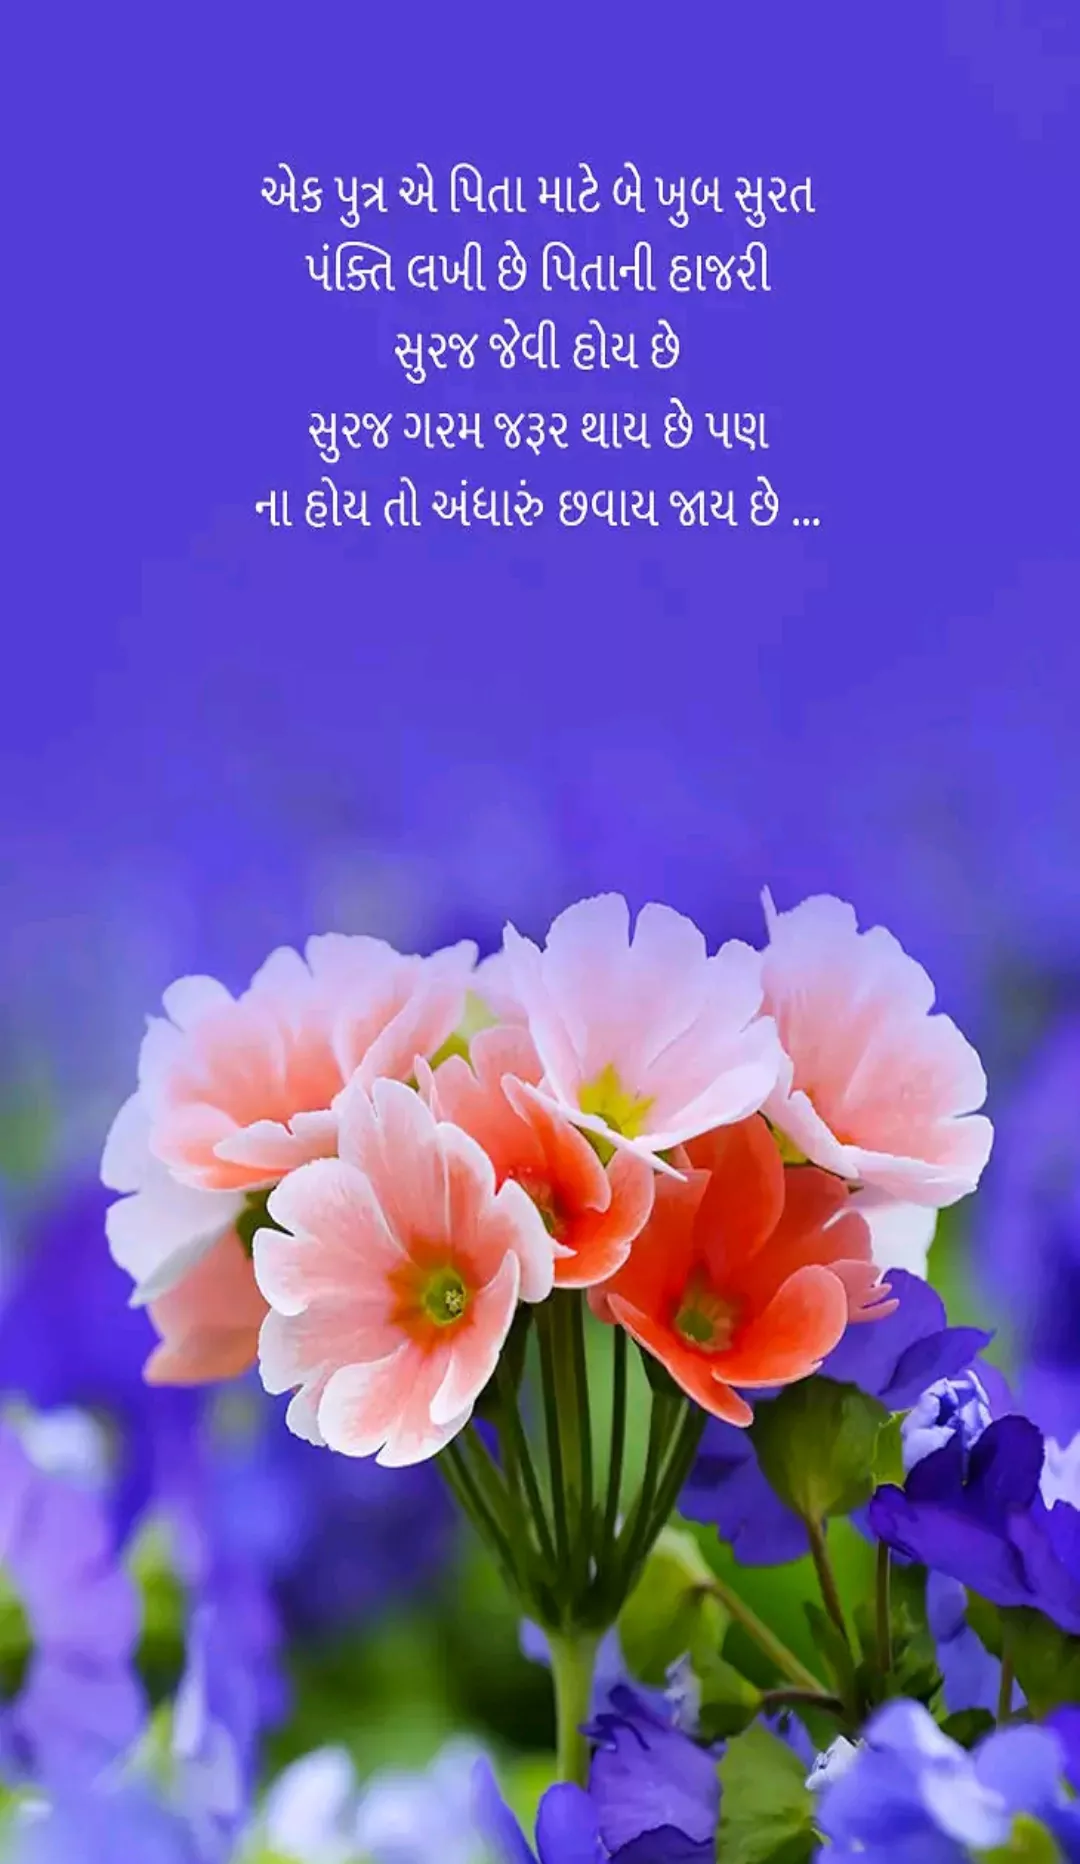 એક પુત્ર એ પિતા માટે બે ખુબ સુરત
પંક્તિ લખી છે પિતાની હાજરી
સુરજ જેવી હોય છે
સુરજ ગરમ જરૂર થાય છે પણ
ના હોય તો અંધારું છવાય જાય છે ...